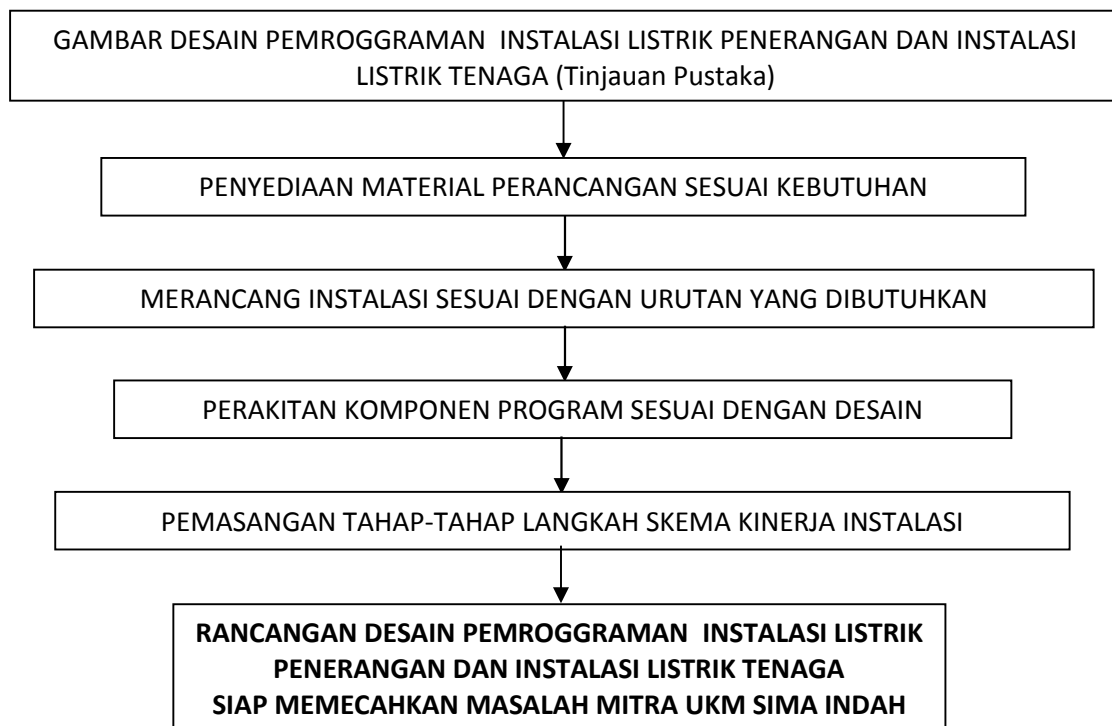 GAMBAR DESAIN PEMROGGRAMAN  INSTALASI LISTRIK PENERANGAN DAN INSTALASI
LISTRIK TENAGA (Tinjauan Pustaka)
PENYEDIAAN MATERIAL PERANCANGAN SESUAI KEBUTUHAN
MERANCANG INSTALASI SESUAI DENGAN URUTAN YANG DIBUTUHKAN
PERAKITAN KOMPONEN PROGRAM SESUAI DENGAN DESAIN
PEMASANGAN TAHAP-TAHAP LANGKAH SKEMA KINERJA INSTALASI
RANCANGAN DESAIN PEMROGGRAMAN  INSTALASI LISTRIK
PENERANGAN DAN INSTALASI LISTRIK TENAGA
SIAP MEMECAHKAN MASALAH MITRA UKM SIMA INDAH